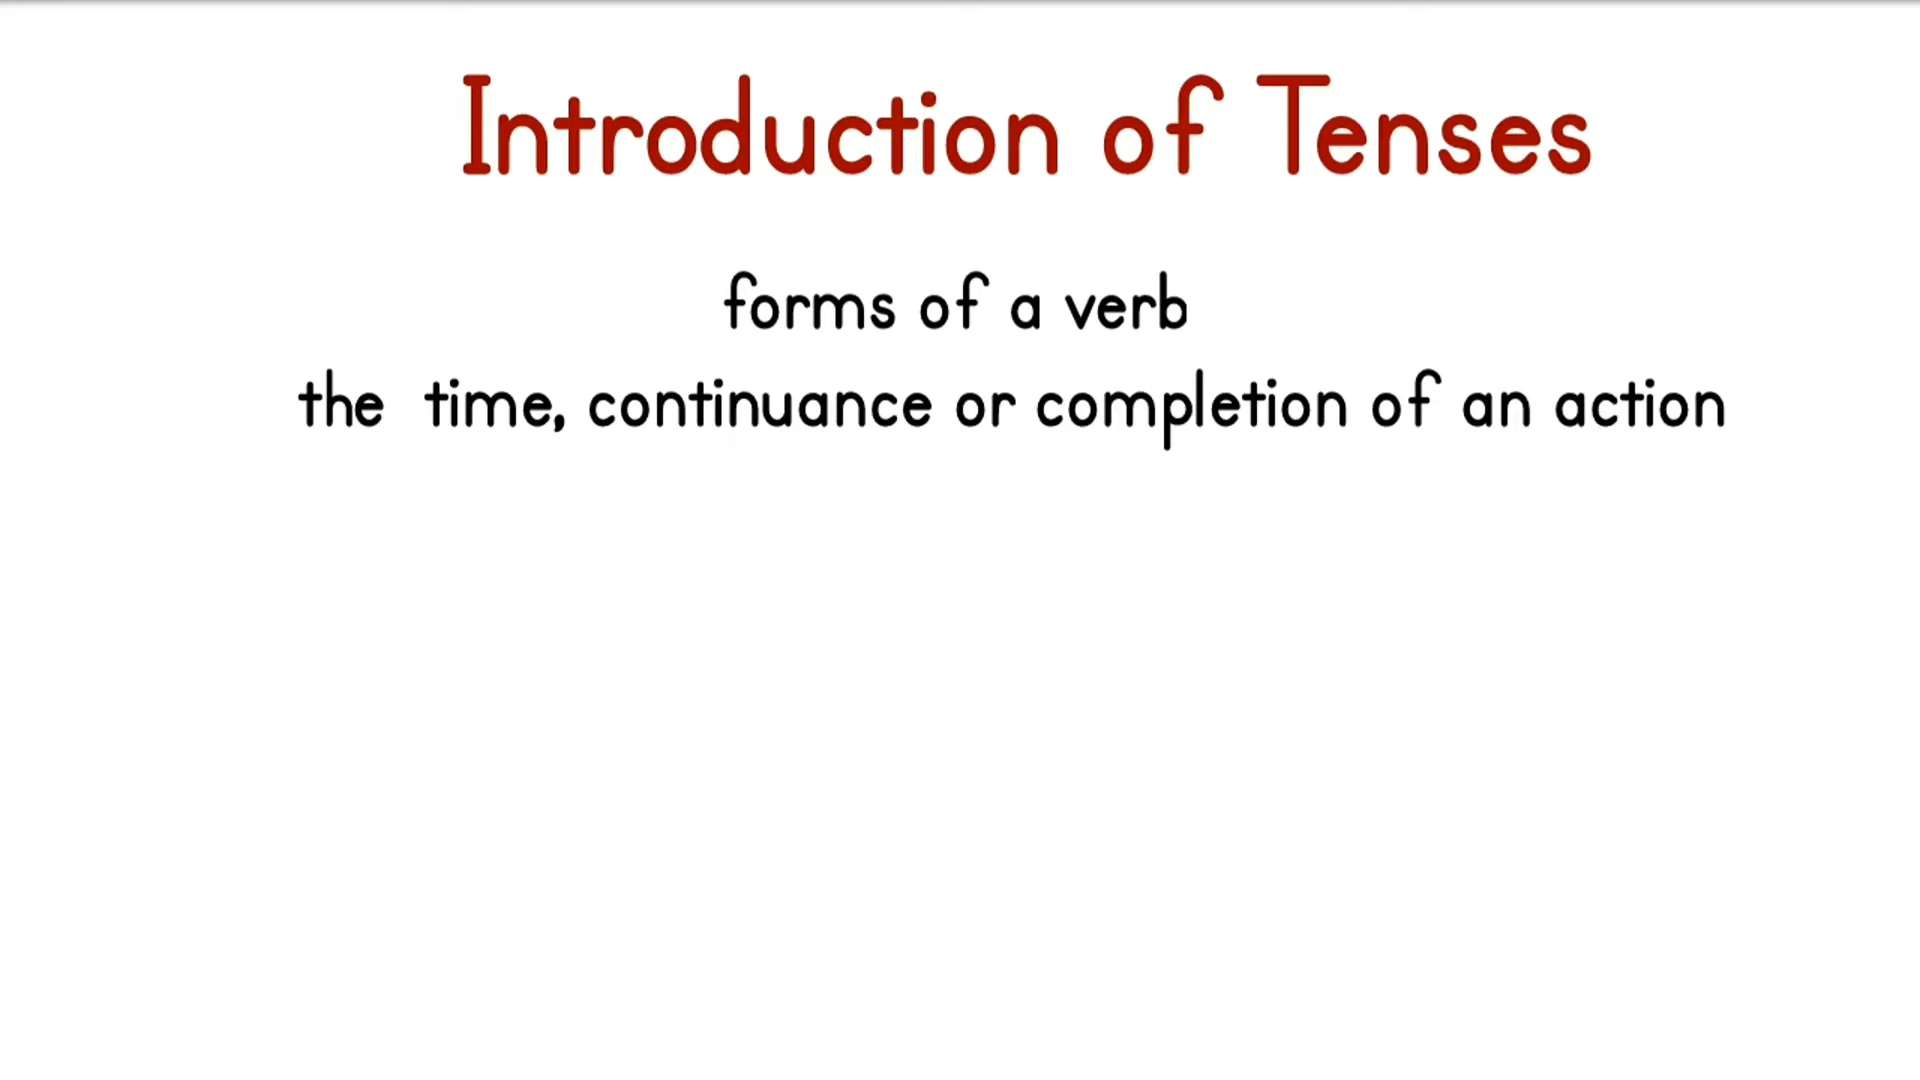 Introduction of Tenses
forms of a verb
the time, continuance or completion of an action